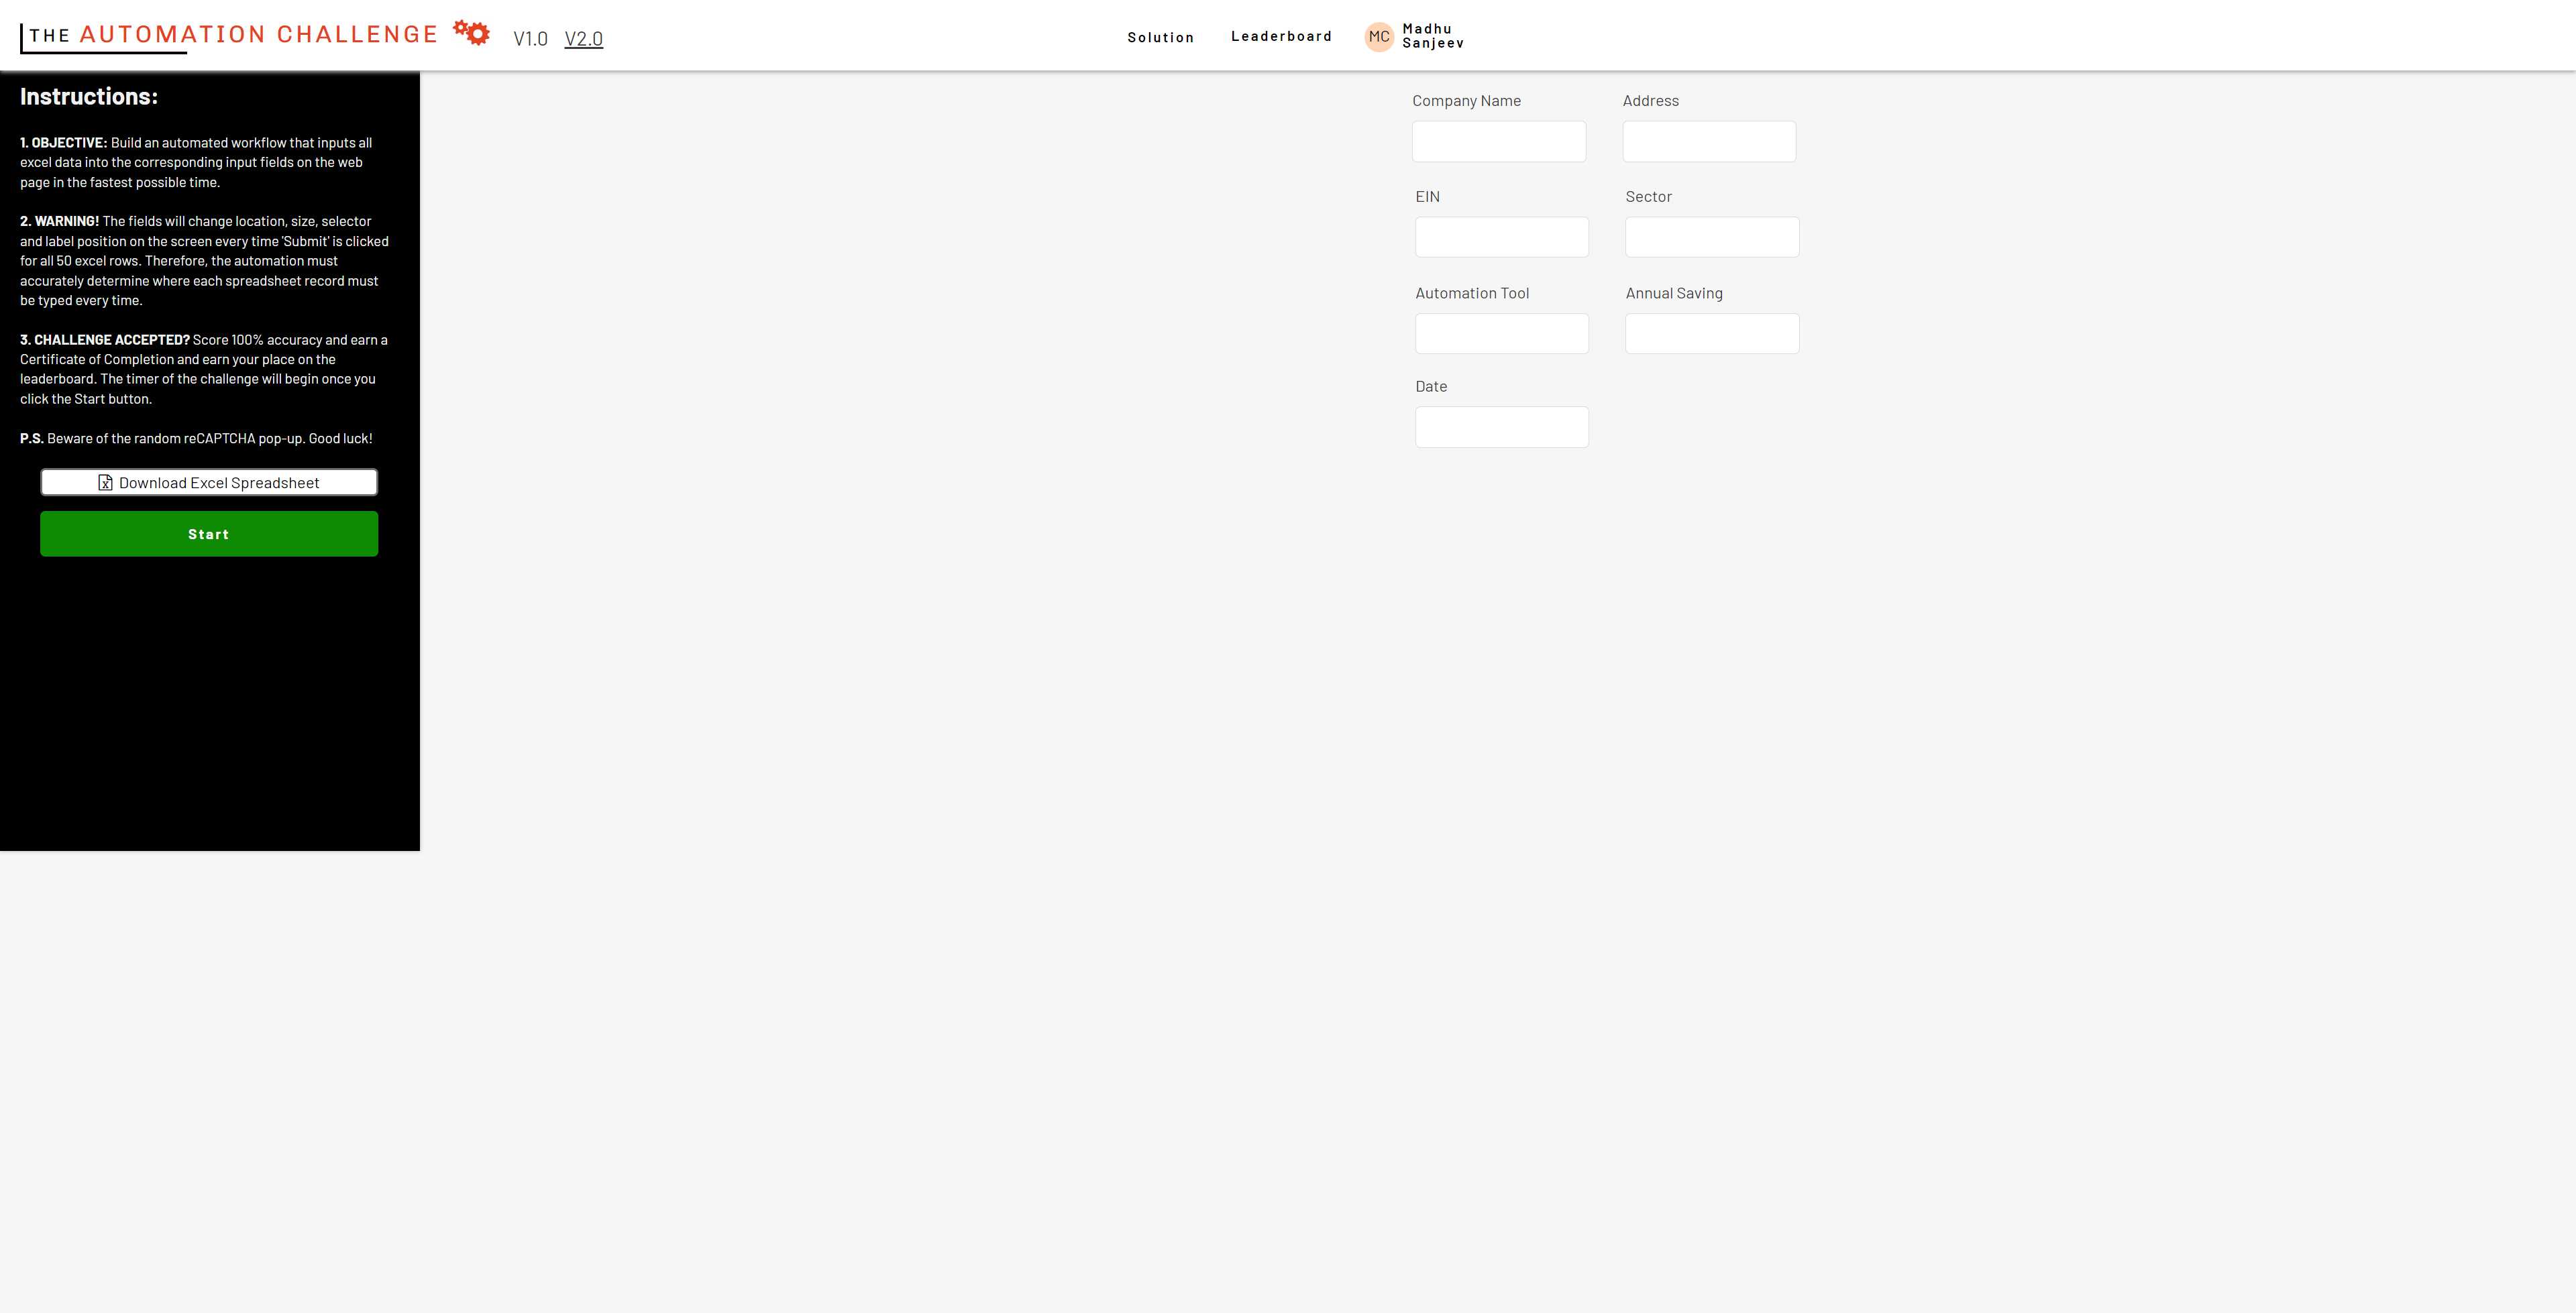 THE AUTOMATION CHALLENGE V1.0 V2.0 Solution Leaderboard MC Madhu
Sanjeev
Instructions:
1. OBJECTIVE: Build an automated workflow that inputs all
excel data into the corresponding input fields on the web
page in the fastest possible time.
2. WARNING! The fields will change location, size, selector
and label position on the screen every time 'Submit' is clicked
for all 50 excel rows. Therefore, the automation must
accurately determine where each spreadsheet record must
be typed every time.
3. CHALLENGE ACCEPTED? Score 100% accuracy and earn a
Certificate of Completion and earn your place on the
leaderboard. The timer of the challenge will begin once you
click the Start button.
P.S. Beware of the random reCAPTCHA pop-up. Good luck!
Download Excel Spreadsheet
Start
Company Name Address
EIN Sector
Automation Tool Annual Saving
Date